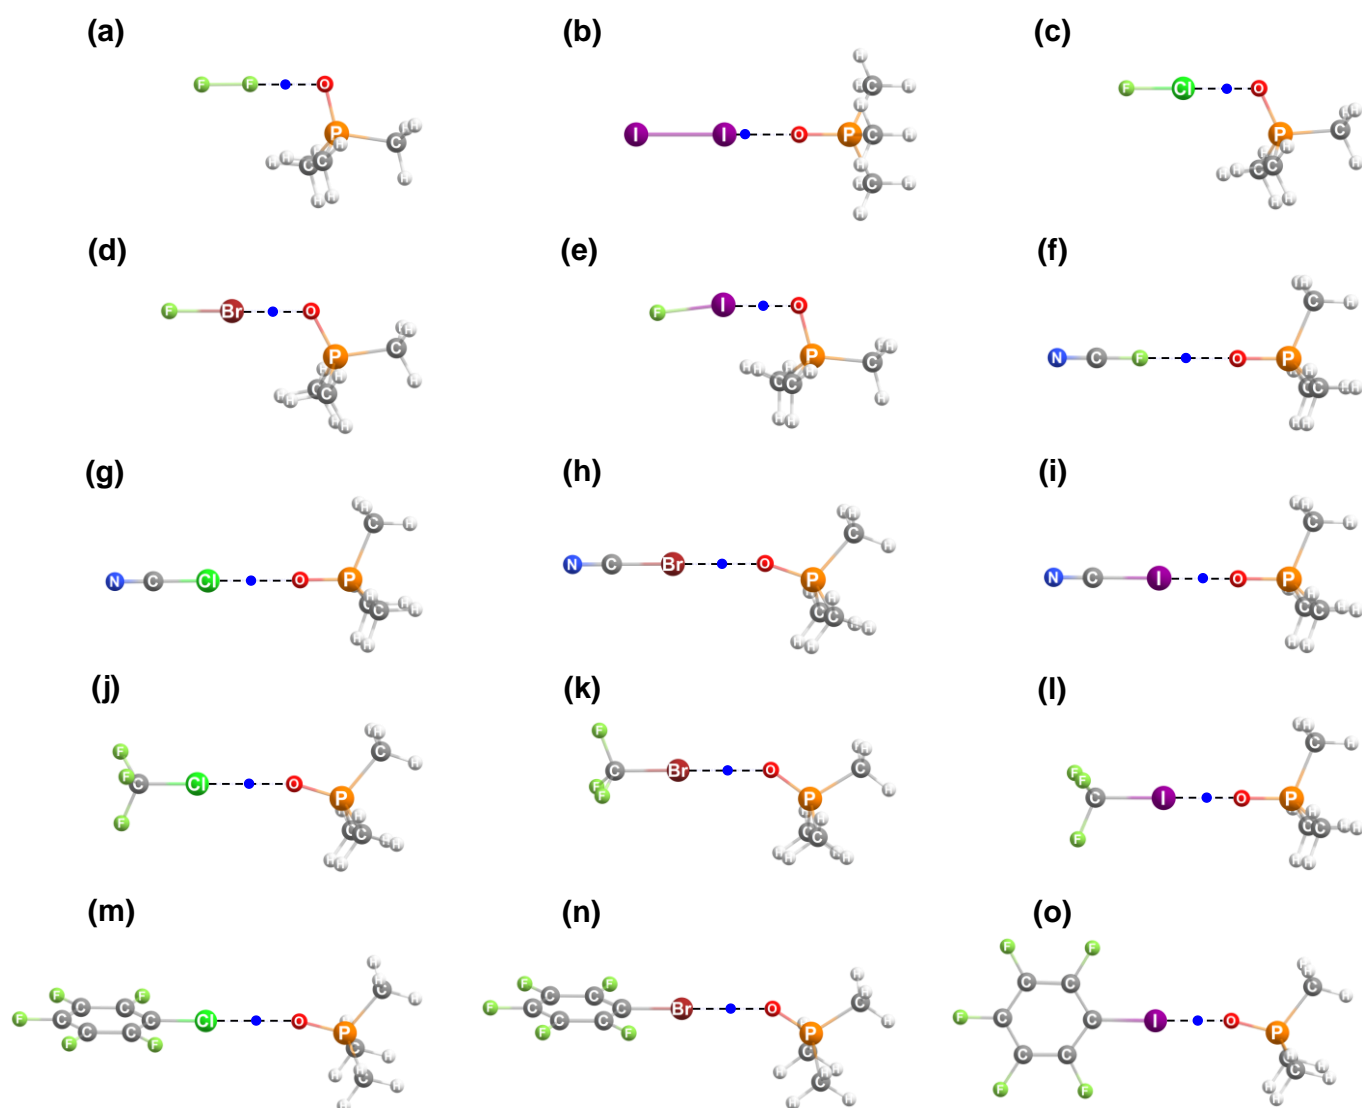 (a) (b) (c)
F F O P C C C H H H H H H H
I I O P C C C H H H H H H H H
F Cl O P C C C H H H H H H H
(d) (e) (f)
F Br O P C C C H H H H H H
F I O P C C C H H H H H H H
N C F O P C C H H H H H H H
(g) (h) (i)
N C Cl O P C C H H H H H H
N C Br O P C C C H H H H H H
N C I O P C C H H H H H H H
(j) (k) (l)
F F F C Cl O P C C C H H H H H
F F F C Br O P C C C H H H H H
F F F C I O P C C H H H H H H
(m) (n) (o)
F F F F F C C C C C C Cl O P C C C H H H H H H H H
F F F F F C C C C C C Br O P C C C H H H H H H H
F F F F F C C C C C C I O P C C H H H H H H